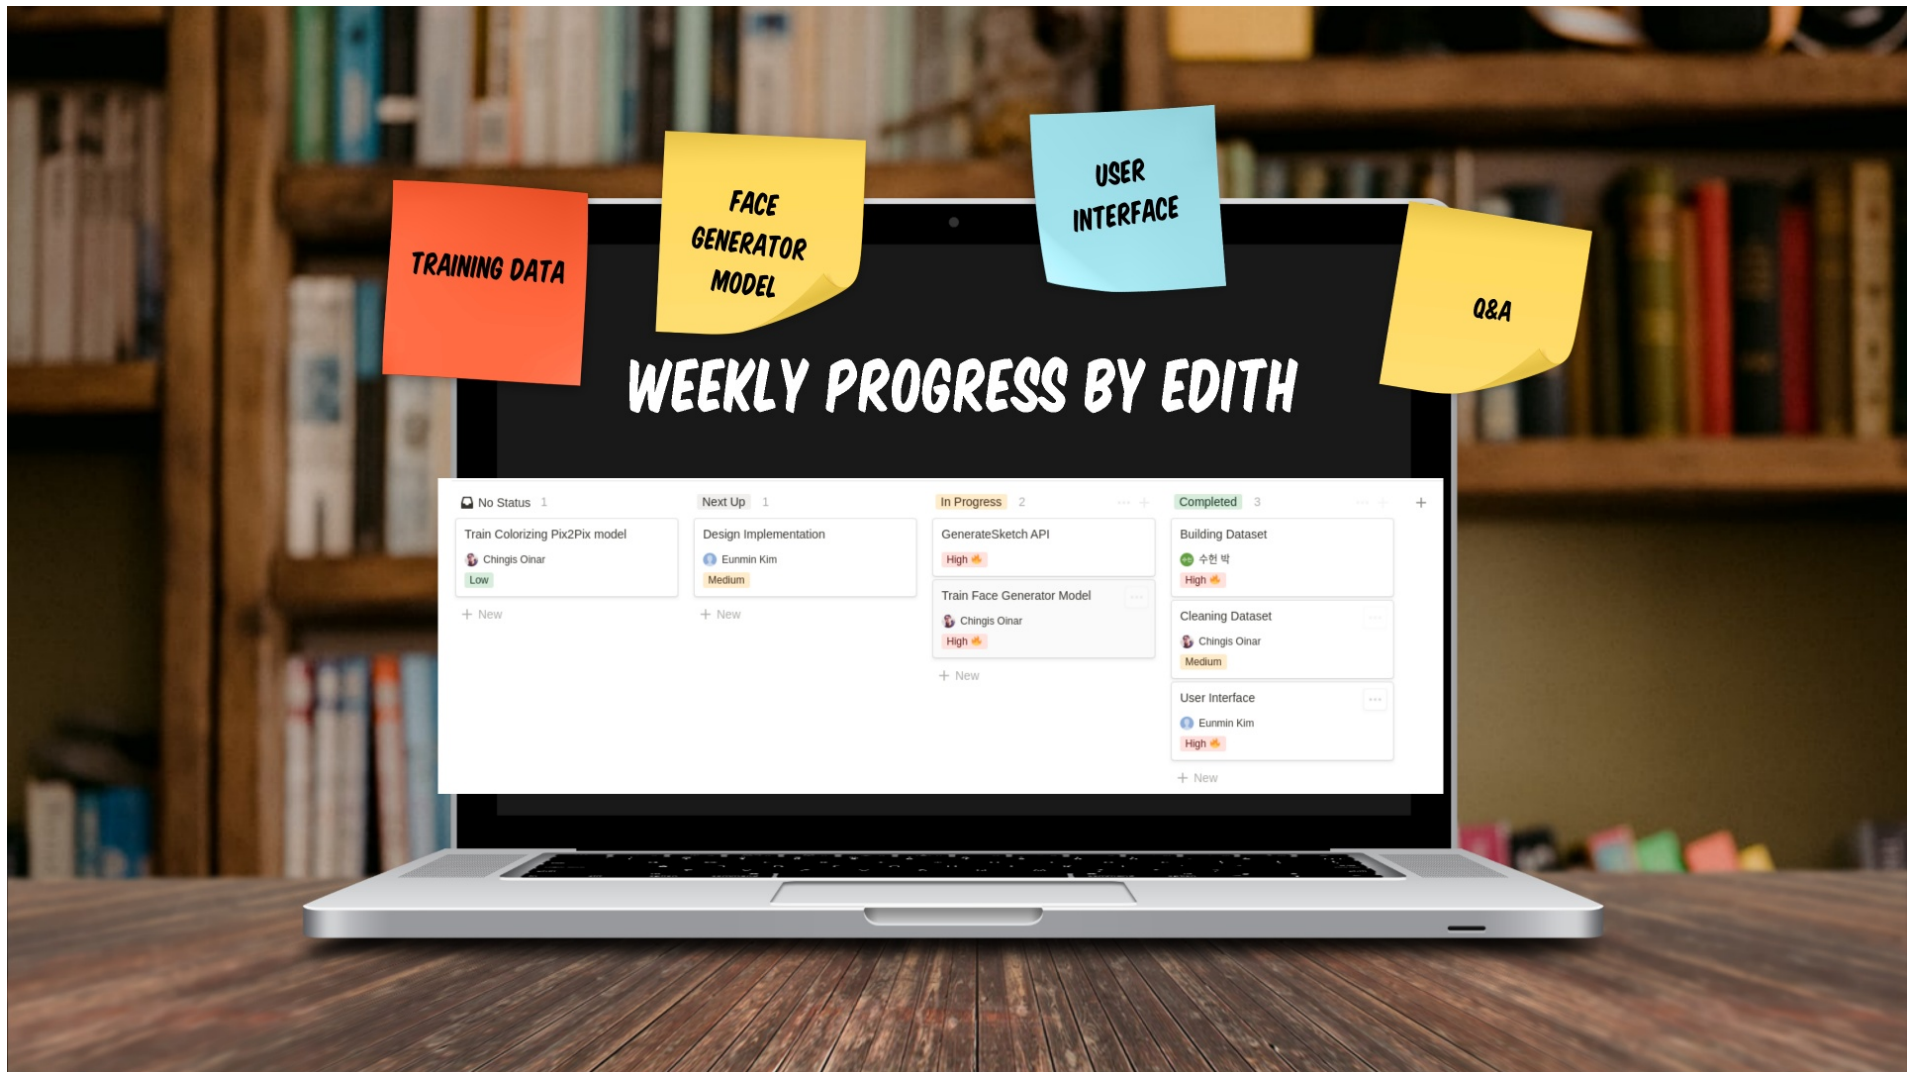 TRAINING DATA
FACE
GENERATOR
MODEL
USER
INTERFACE
Q&A
WEEKLY PROGRESS BY EDITH
No Status 1
Train Colorizing Pix2Pix model
Chingis Oinar
Low
+ New
Next Up 1
Design Implementation
Eunmin Kim
Medium
+ New
In Progress 2
GenerateSketch API
High
Train Face Generator Model
Chingis Oinar
High
+ New
Completed 3
Building Dataset
수헌 박
High
Cleaning Dataset
Chingis Oinar
Medium
User Interface
Eunmin Kim
High
+ New